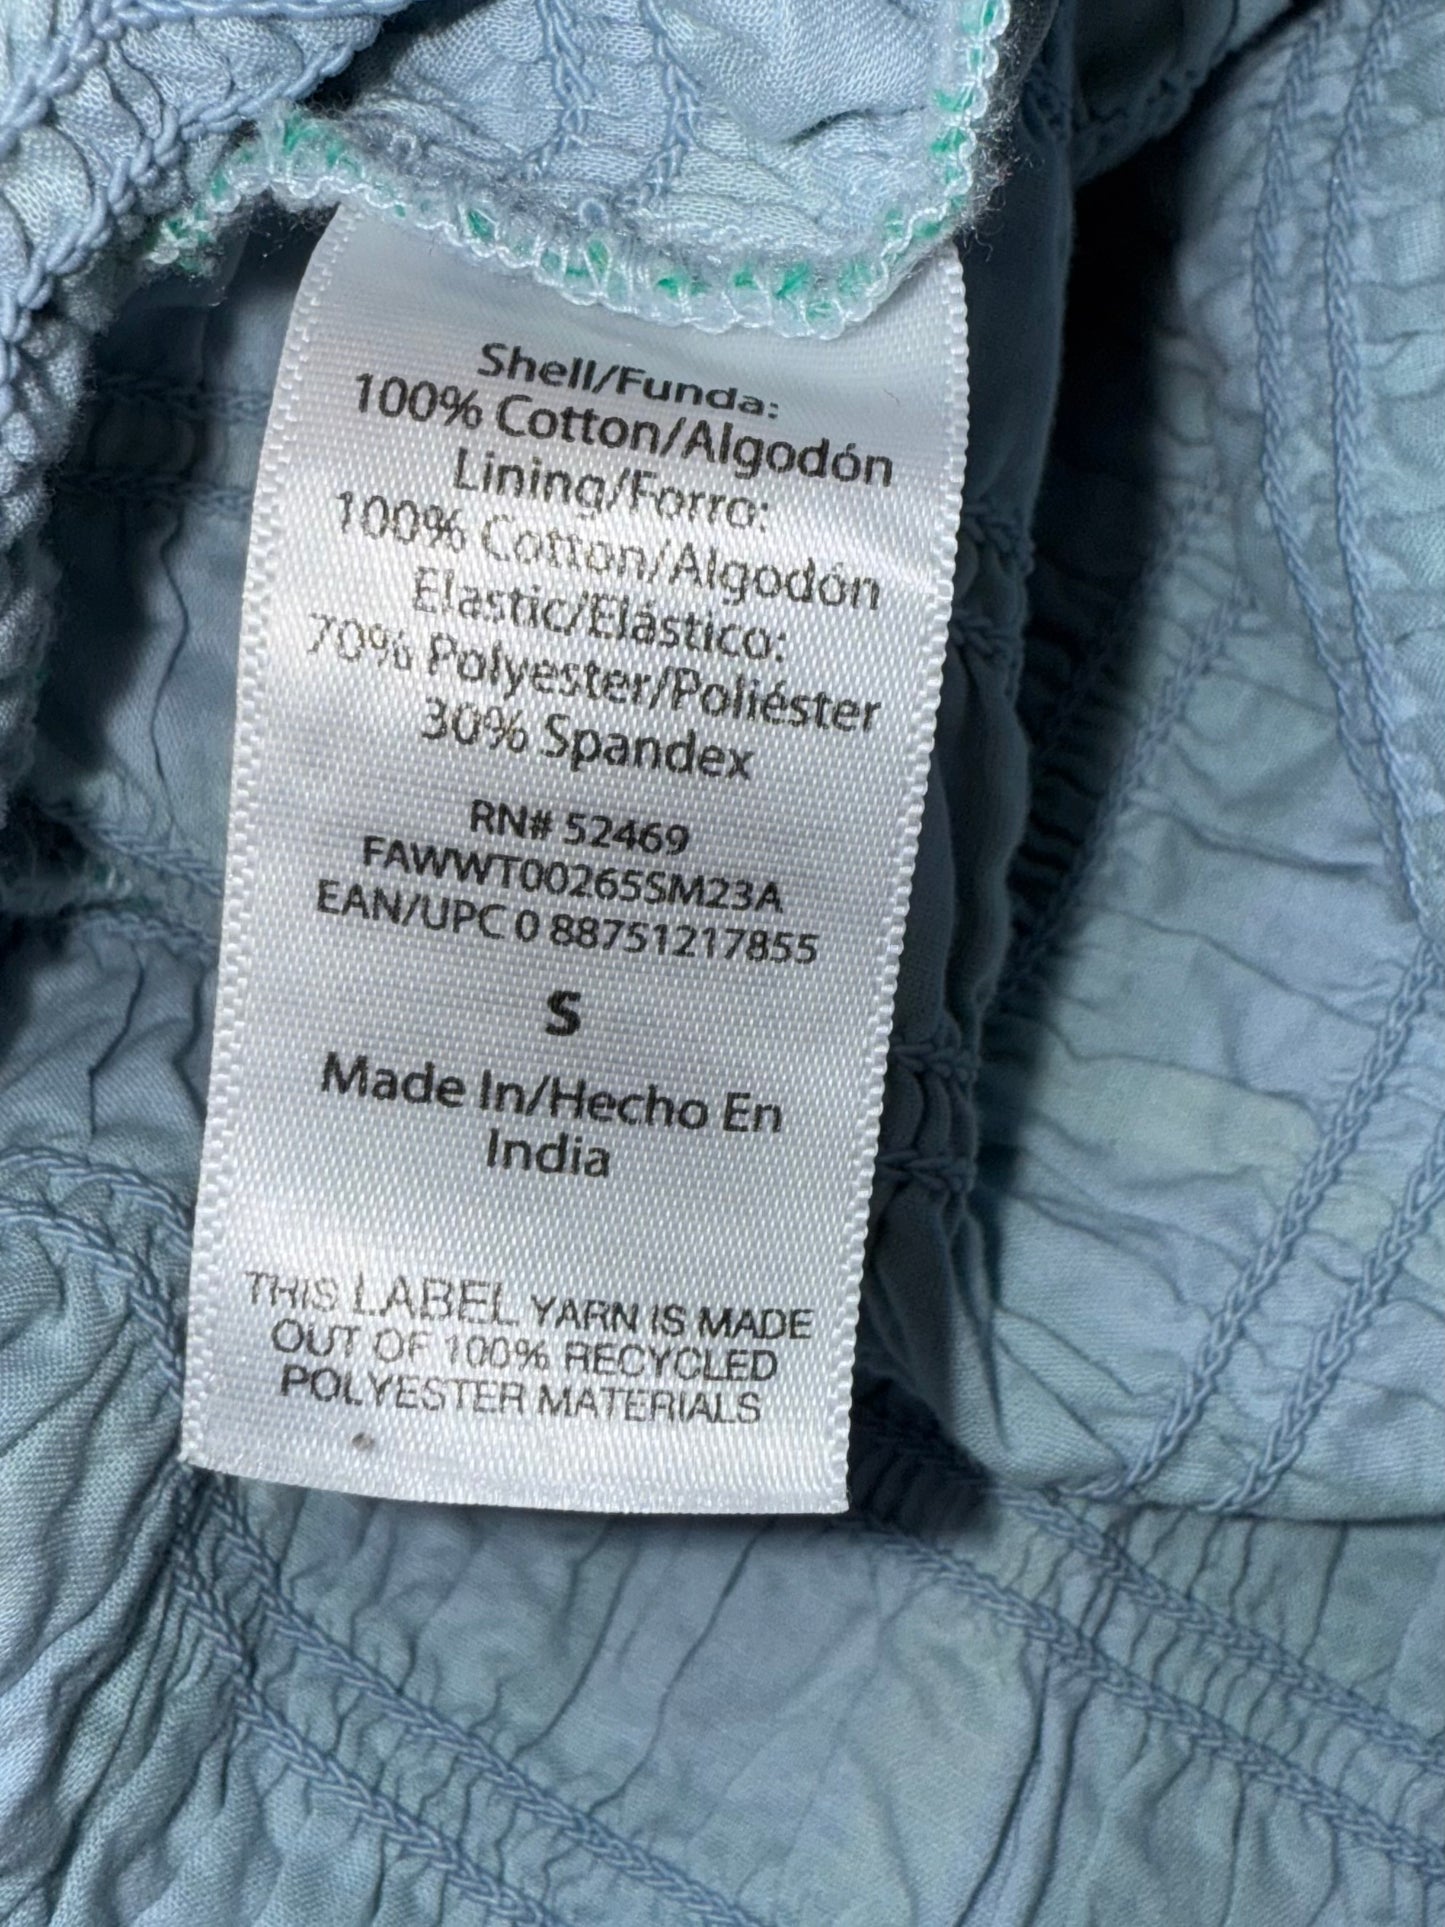 Shell/Funda:
100% Cotton/Algodón
Lining/Forro:
100% Cotton/Algodón
Elastic/Elástico:
70% Polyester/Poliéster
30% Spandex
RN# 52469
FAWWT00265SM23A
EAN/UPC 0 88751217855
S
Made In/Hecho En
India
THIS LABEL YARN IS MADE
OUT OF 100% RECYCLED
POLYESTER MATERIALS